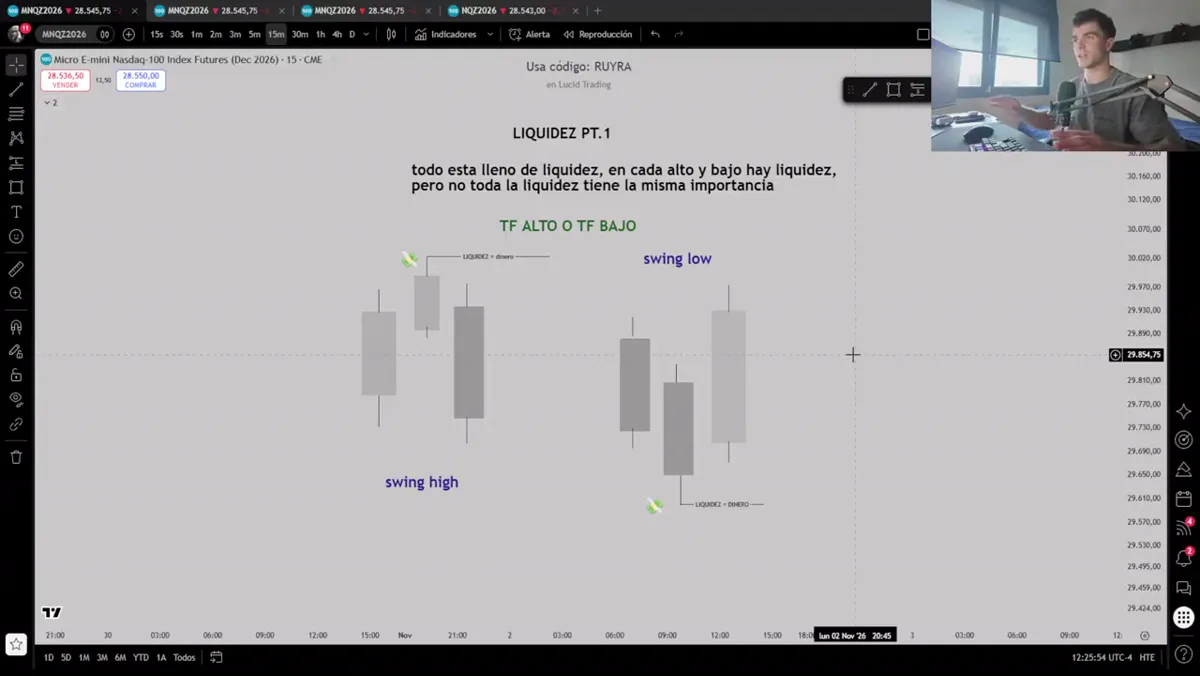 MNQZ2026 28.545,75 MNQZ2026 28.545,75 MNQZ2026 28.545,75 NQZ2026 28.543,00
11 MNQZ2026 15s 30s 1m 2m 3m 5m 15m 30m 1h 4h D Indicadores Alerta Reproducción
Micro E-mini Nasdaq-100 Index Futures (Dec 2026) · 15 · CME
28.536,50 VENDER 13,50 28.550,00 COMPRAR
2
Usa código: RUYRA
en Lucid Trading
LIQUIDEZ PT.1
todo esta lleno de liquidez, en cada alto y bajo hay liquidez,
pero no toda la liquidez tiene la misma importancia
TF ALTO O TF BAJO
LIQUIDEZ = dinero
swing low
swing high
LIQUIDEZ = DINERO
30.200,00
30.160,00
30.120,00
30.070,00
30.020,00
29.970,00
29.930,00
29.890,00
29.854,75
29.810,00
29.770,00
29.730,00
29.690,00
29.650,00
29.610,00
29.570,00
29.530,00
29.495,00
29.459,00
29.424,00
4
2
21:00 30 03:00 06:00 09:00 12:00 15:00 Nov 21:00 2 03:00 06:00 09:00 12:00 15:00 18:0 lun 02 Nov '26 20:45 3 03:00 06:00 09:00 12:
1D 5D 1M 3M 6M YTD 1A Todos 12:25:54 UTC-4 HTE